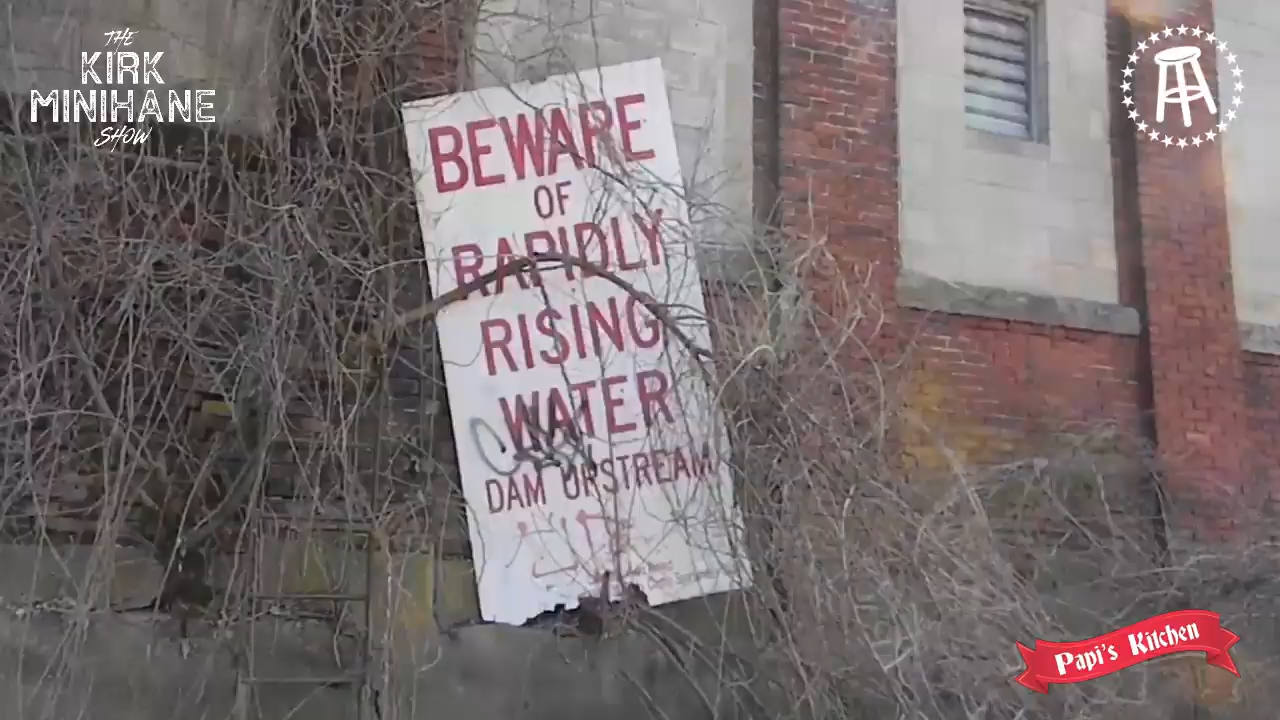 THE
KIRK
MINIHANE
SHOW
BEWARE
OF
RAPIDLY
RISING
WATER
DAM UPSTREAM
Papi's Kitchen